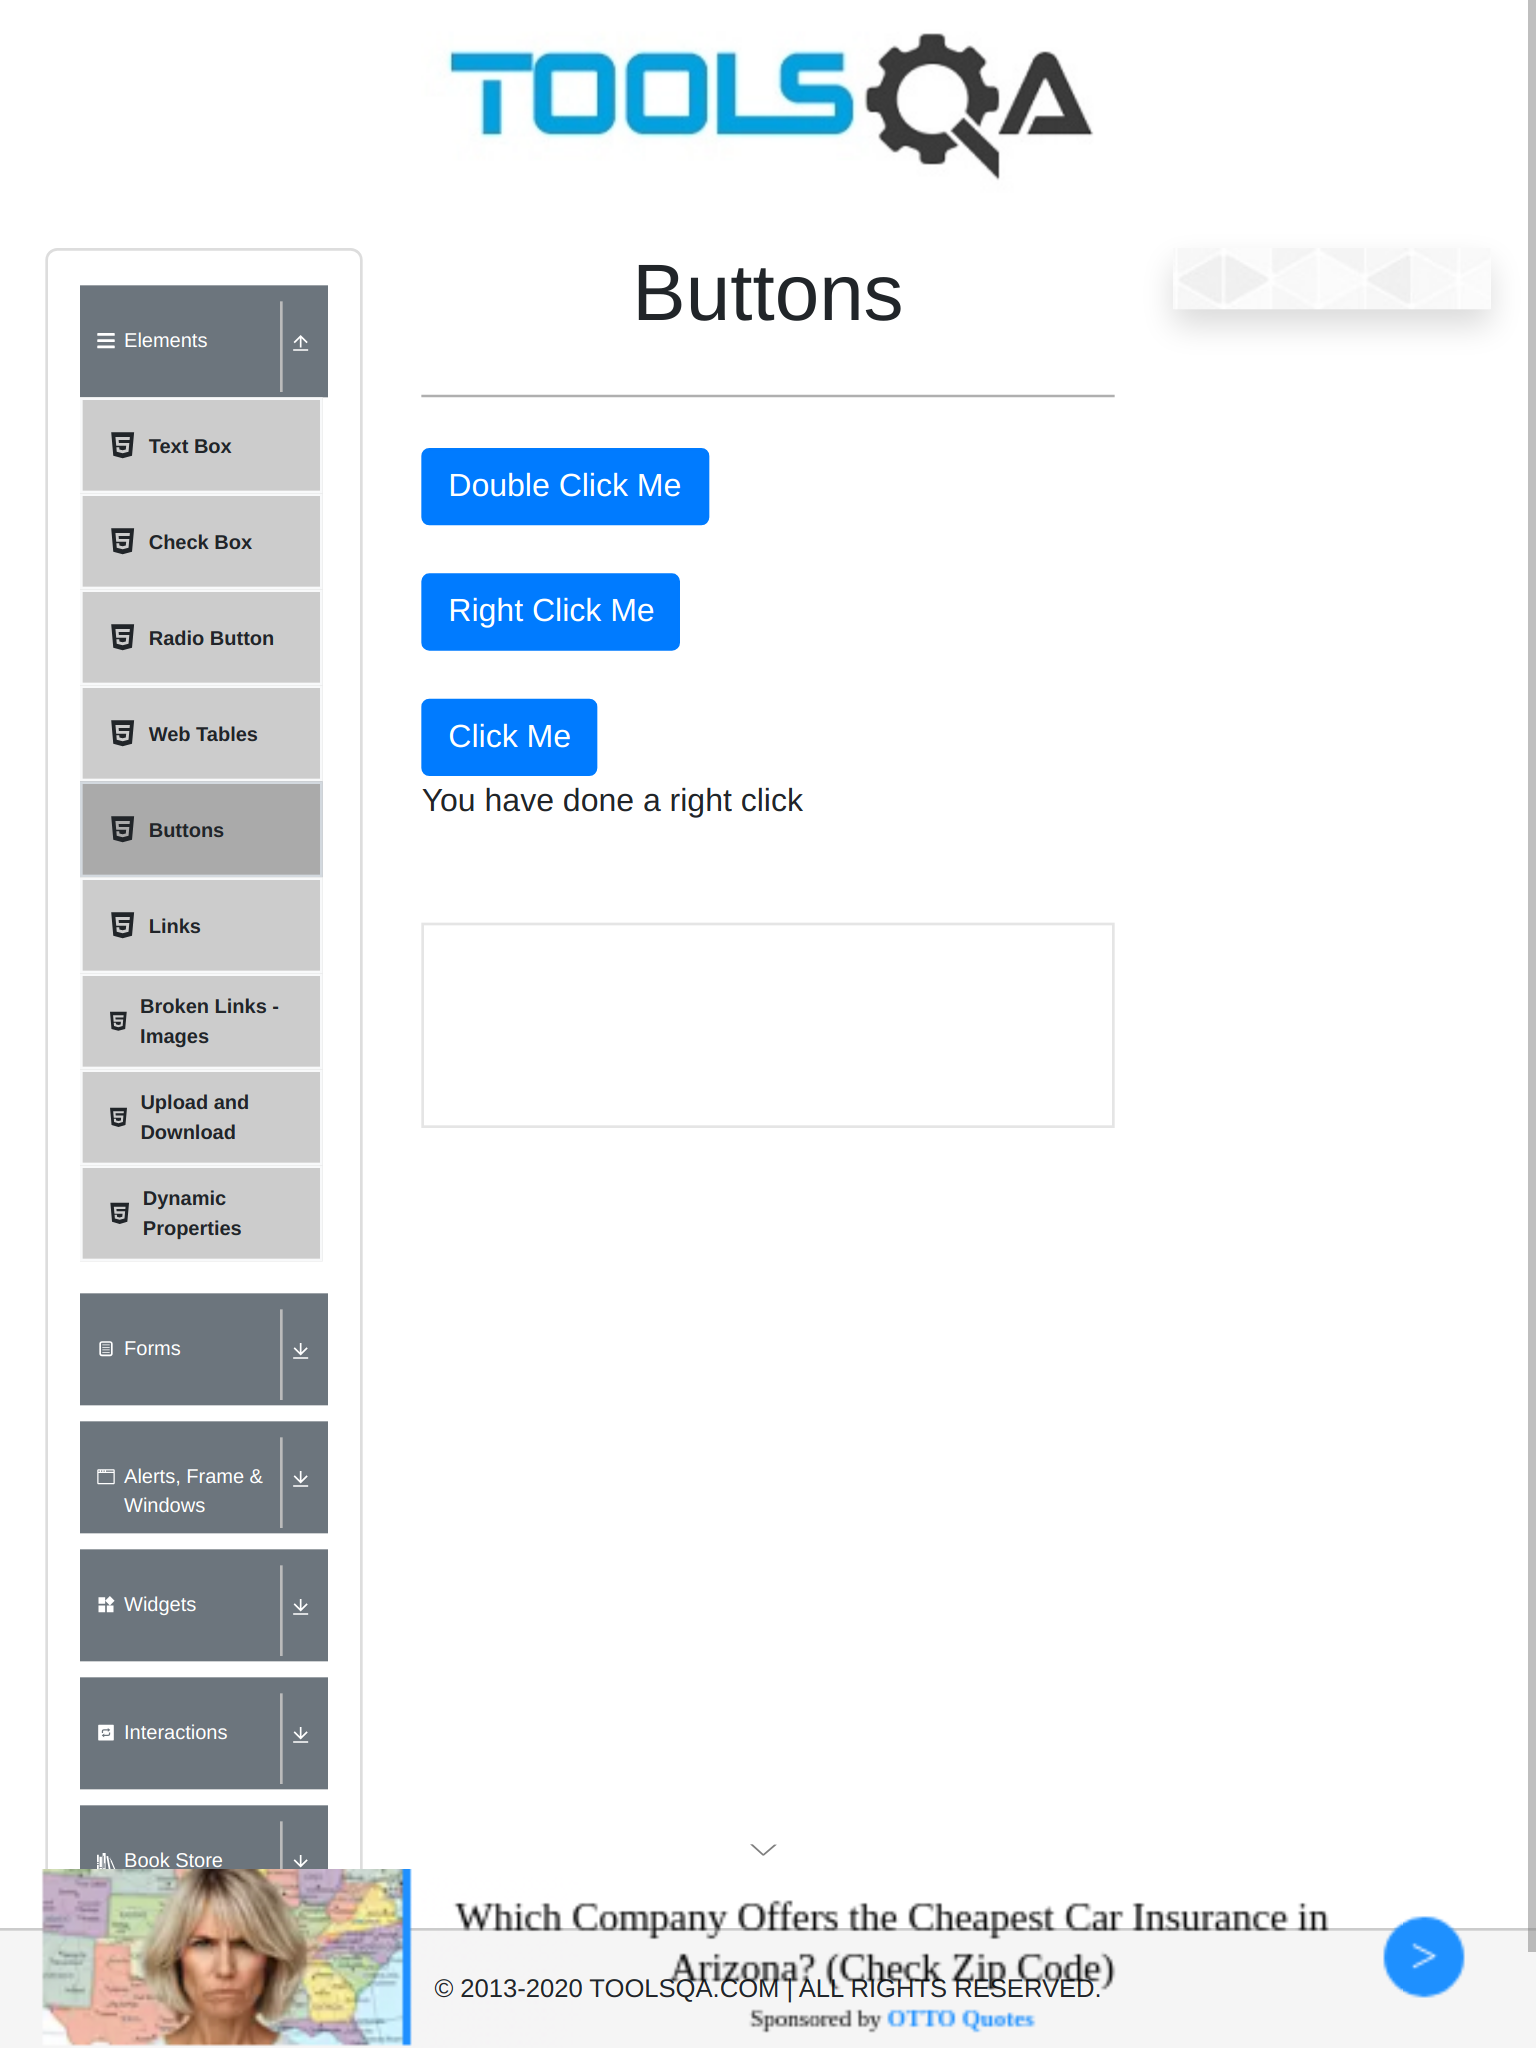 TOOLSQA
Elements
Text Box
Check Box
Radio Button
Web Tables
Buttons
Links
Broken Links -
Images
Upload and
Download
Dynamic
Properties
Forms
Alerts, Frame &
Windows
Widgets
Interactions
Book Store
Buttons
Double Click Me
Right Click Me
Click Me
You have done a right click
Which Company Offers the Cheapest Car Insurance in
Arizona? (Check Zip Code)
© 2013-2020 TOOLSQA.COM | ALL RIGHTS RESERVED.
Sponsored by OTTO Quotes